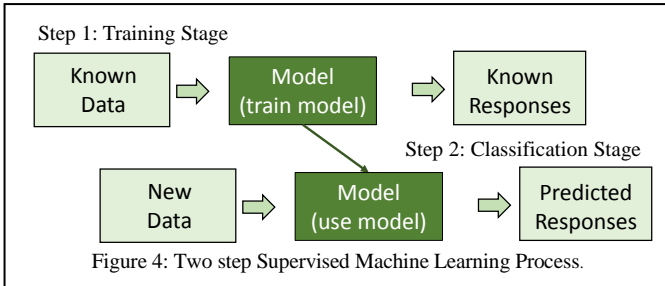 Step 1: Training Stage
Known
Data
Model
(train model)
Known
Responses
Step 2: Classification Stage
New
Data
Model
(use model)
Predicted
Responses
Figure 4: Two step Supervised Machine Learning Process.